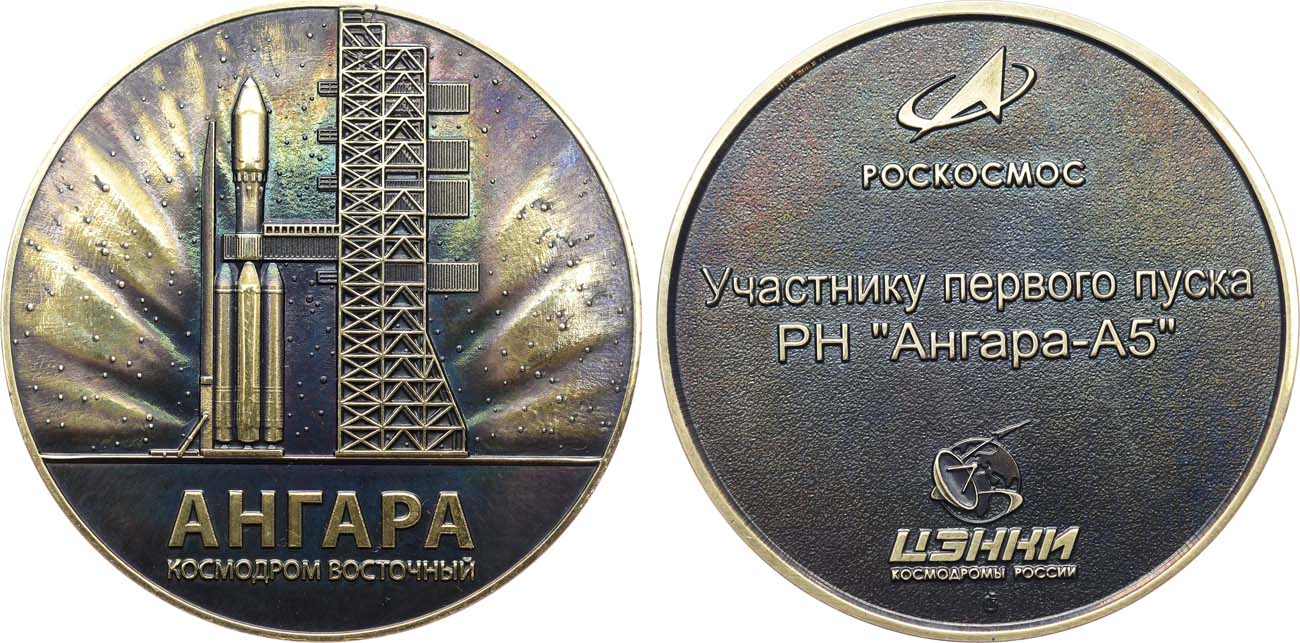 АНГАРА
КОСМОДРОМ ВОСТОЧНЫЙ
РОСКОСМОС
Участнику первого пуска
РН "Ангара-А5"
ЦЭНКИ
КОСМОДРОМЫ РОССИИ